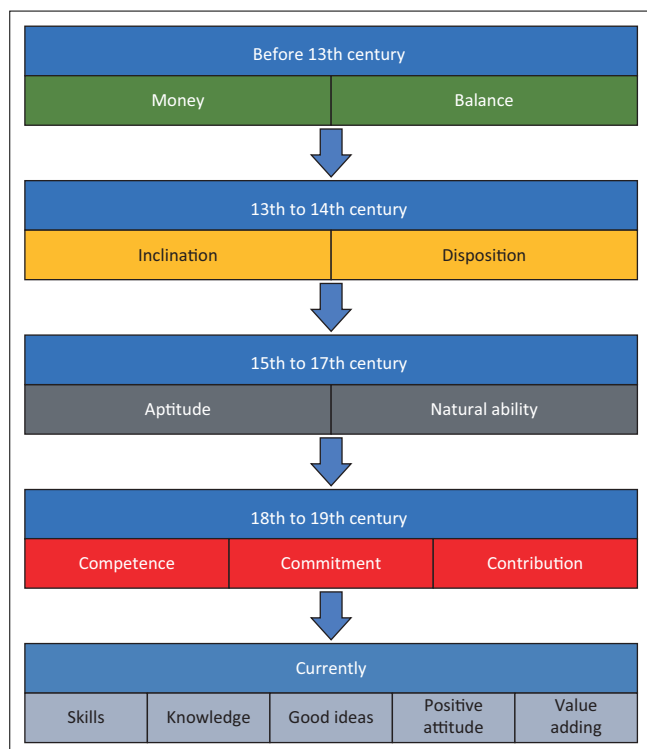 Before 13th century
Money
Balance
13th to 14th century
Inclination
Disposition
15th to 17th century
Aptitude
Natural ability
18th to 19th century
Competence
Commitment
Contribution
Currently
Skills
Knowledge
Good ideas
Positive
attitude
Value
adding